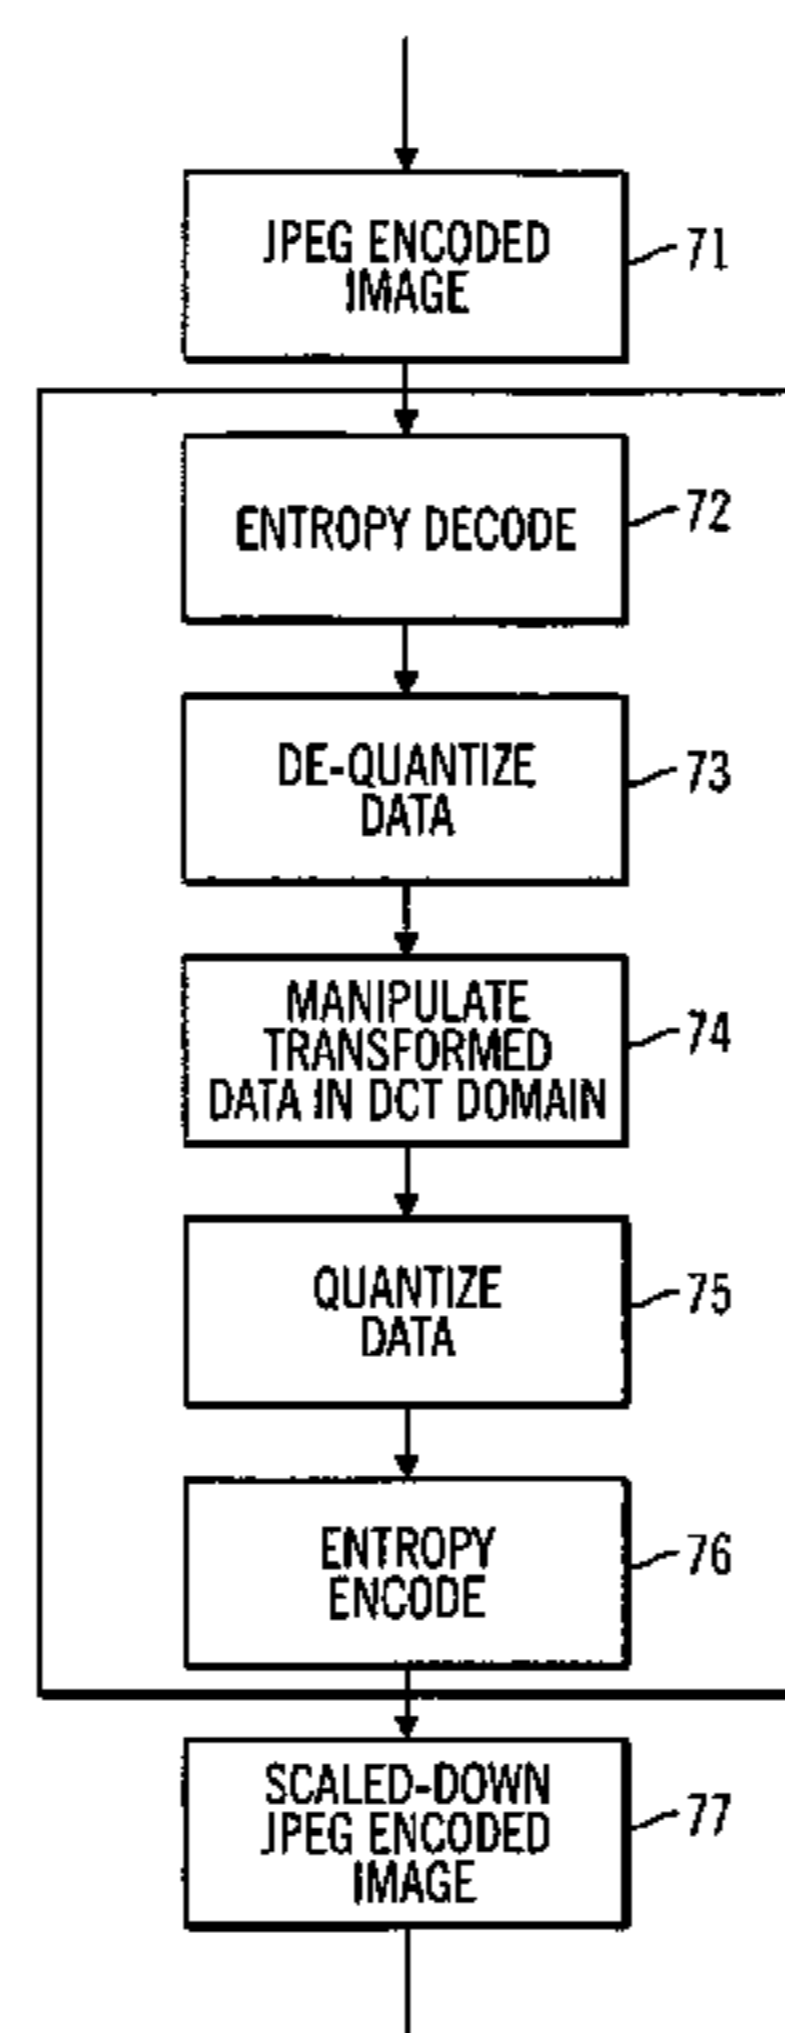 JPEG ENCODED
IMAGE
71
ENTROPY DECODE
72
DE-QUANTIZE
DATA
73
MANIPULATE
TRANSFORMED
DATA IN DCT DOMAIN
74
QUANTIZE
DATA
75
ENTROPY
ENCODE
76
SCALED-DOWN
JPEG ENCODED
IMAGE
77